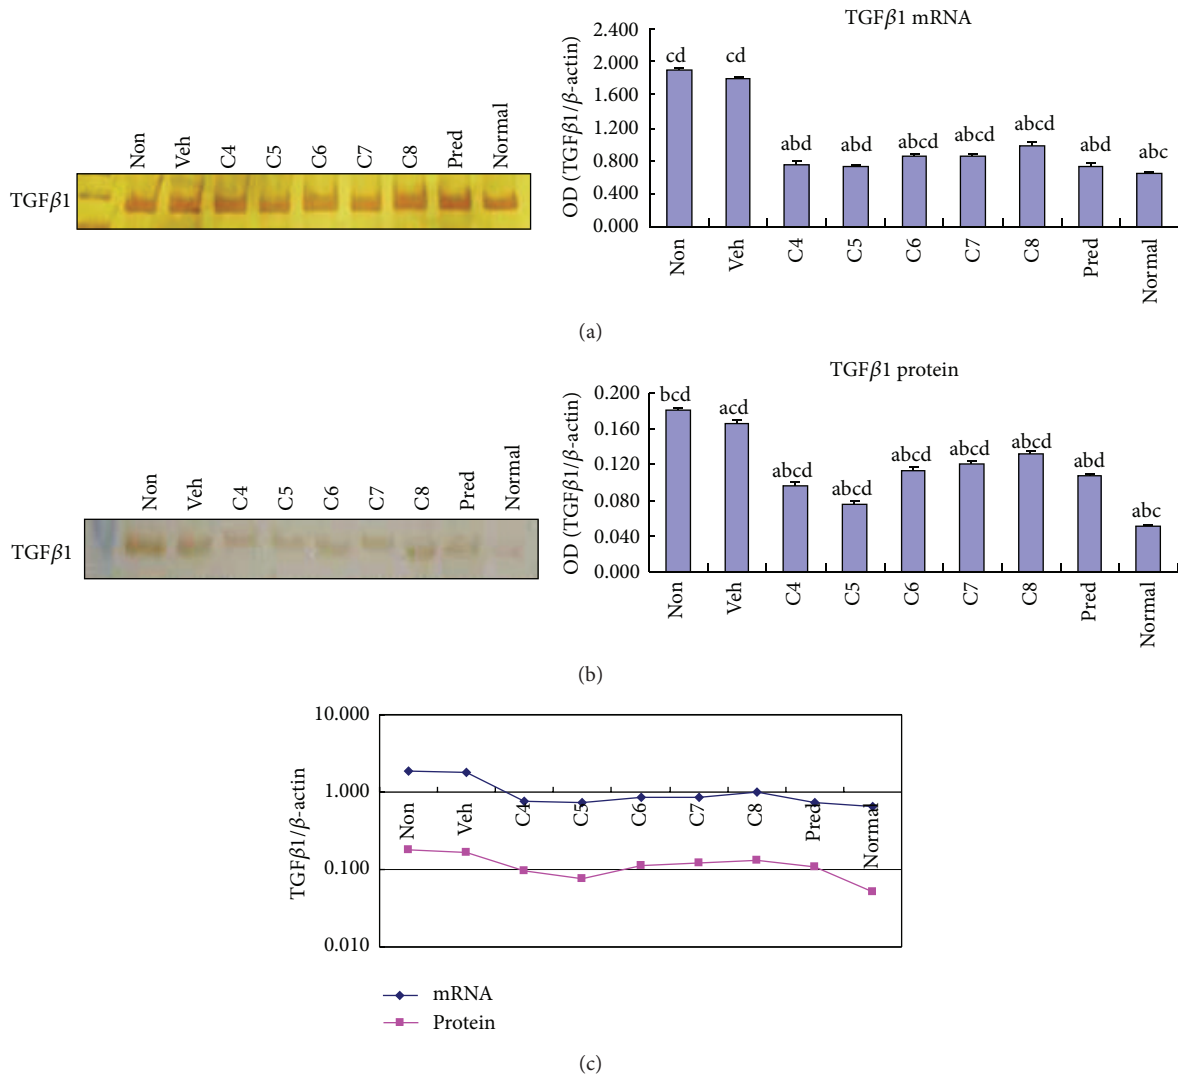 TGFβ1 mRNA
2.400
2.000
1.600
1.200
0.800
0.400
0.000
OD (TGFβ1/β-actin)
cd
cd
abd
abd
abcd
abcd
abcd
abd
abc
Non
Veh
C4
C5
C6
C7
C8
Pred
Normal
Non
Veh
C4
C5
C6
C7
C8
Pred
Normal
TGFβ1
(a)
TGFβ1 protein
0.200
0.160
0.120
0.080
0.040
0.000
OD (TGFβ1/β-actin)
bcd
acd
abcd
abcd
abcd
abcd
abcd
abd
abc
Non
Veh
C4
C5
C6
C7
C8
Pred
Normal
Non
Veh
C4
C5
C6
C7
C8
Pred
Normal
TGFβ1
(b)
10.000
1.000
0.100
0.010
TGFβ1/β-actin
Non
Veh
C4
C5
C6
C7
C8
Pred
Normal
mRNA
Protein
(c)